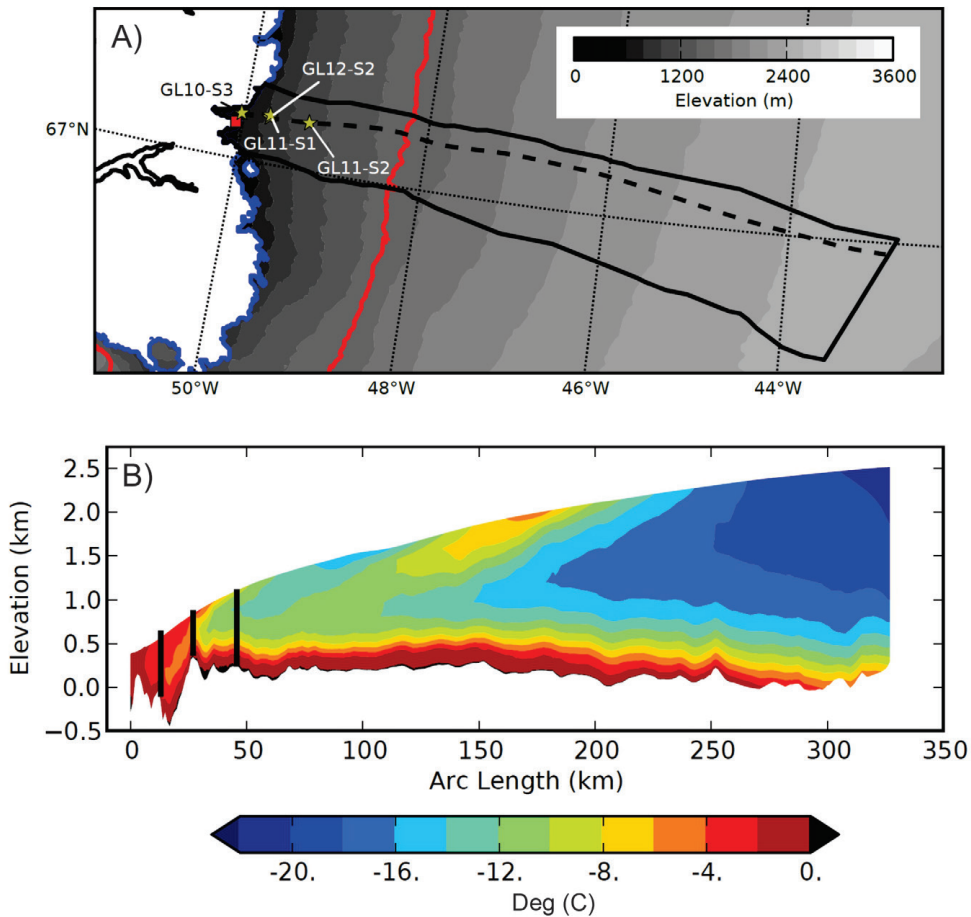 A)
0 1200 2400 3600
Elevation (m)
GL10-S3
GL12-S2
67°N
GL11-S1
GL11-S2
50°W 48°W 46°W 44°W
B)
2.5
2.0
1.5
1.0
0.5
0.0
−0.5
Elevation (km)
0 50 100 150 200 250 300 350
Arc Length (km)
-20. -16. -12. -8. -4. 0.
Deg (C)